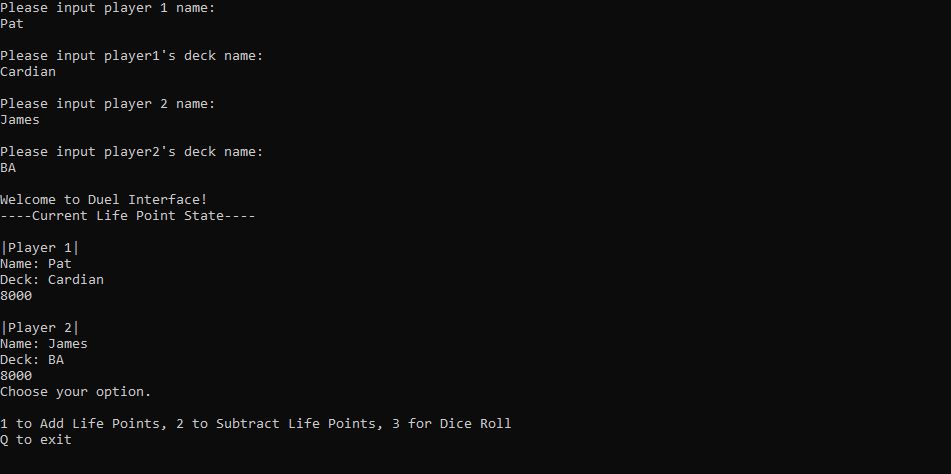 Please input player 1 name:
Pat
Please input player1's deck name:
Cardian
Please input player 2 name:
James
Please input player2's deck name:
BA
Welcome to Duel Interface!
----Current Life Point State----
|Player 1|
Name: Pat
Deck: Cardian
8000
|Player 2|
Name: James
Deck: BA
8000
Choose your option.
1 to Add Life Points, 2 to Subtract Life Points, 3 for Dice Roll
Q to exit